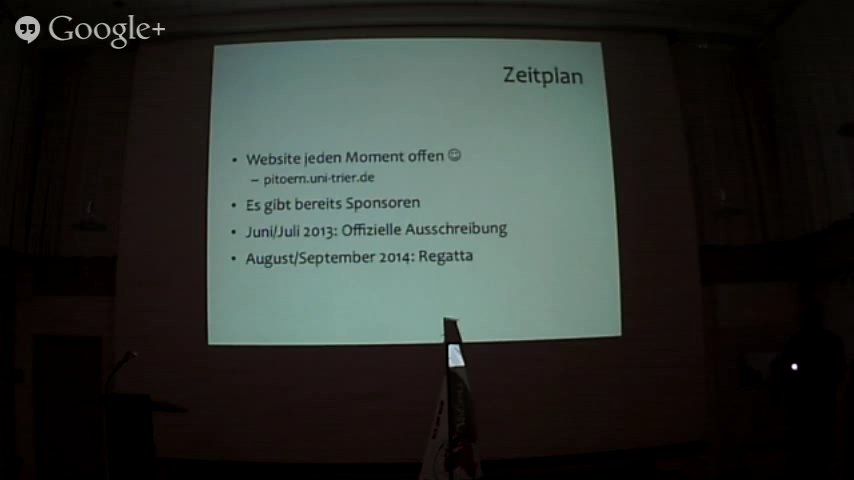 Google+
Zeitplan
• Website jeden Moment offen ☺
– pitoern.uni-trier.de
• Es gibt bereits Sponsoren
• Juni/Juli 2013: Offizielle Ausschreibung
• August/September 2014: Regatta